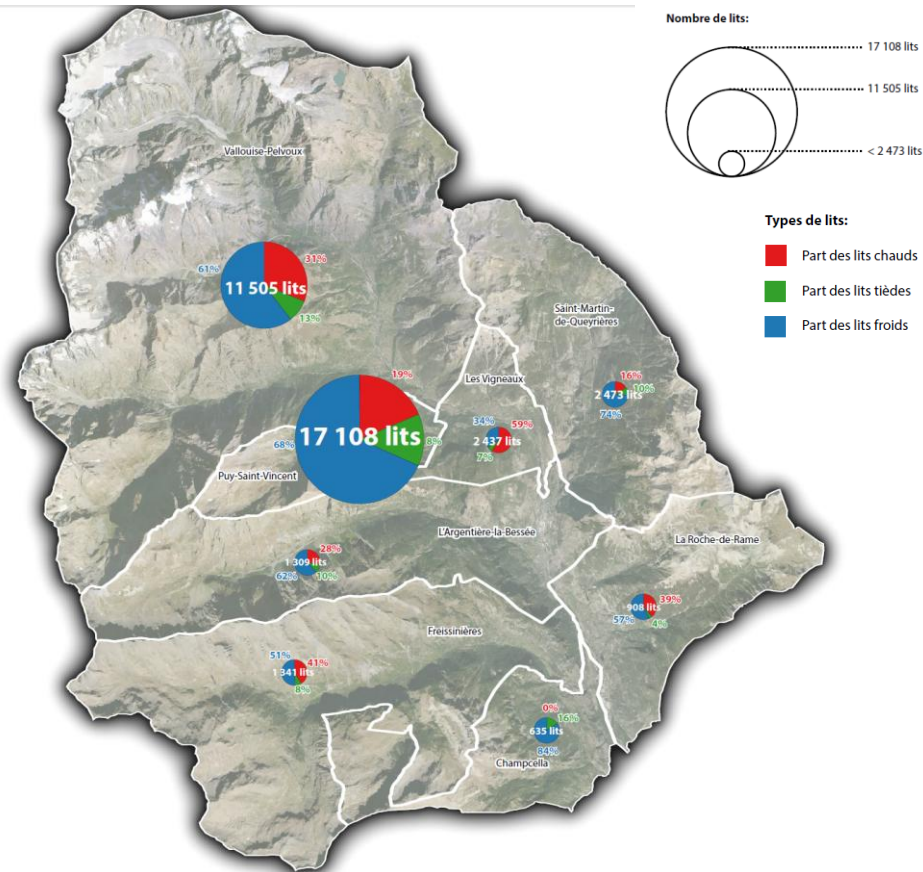 Nombre de lits:
17 108 lits
11 505 lits
< 2 473 lits
Types de lits:
Part des lits chauds
Part des lits tièdes
Part des lits froids
Vallouise-Pelvoux
61%
31%
11 505 lits
13%
Saint-Martin-
de-Queyrières
16%
10%
2 473 lits
74%
Les Vigneaux
34%
59%
2 437 lits
7%
19%
17 108 lits
8%
68%
Puy-Saint-Vincent
L'Argentière-la-Bessée
28%
1 309 lits
62%
10%
La Roche-de-Rame
39%
908 lits
57%
4%
Freissinières
51%
41%
1 341 lits
8%
0%
16%
635 lits
84%
Champcella